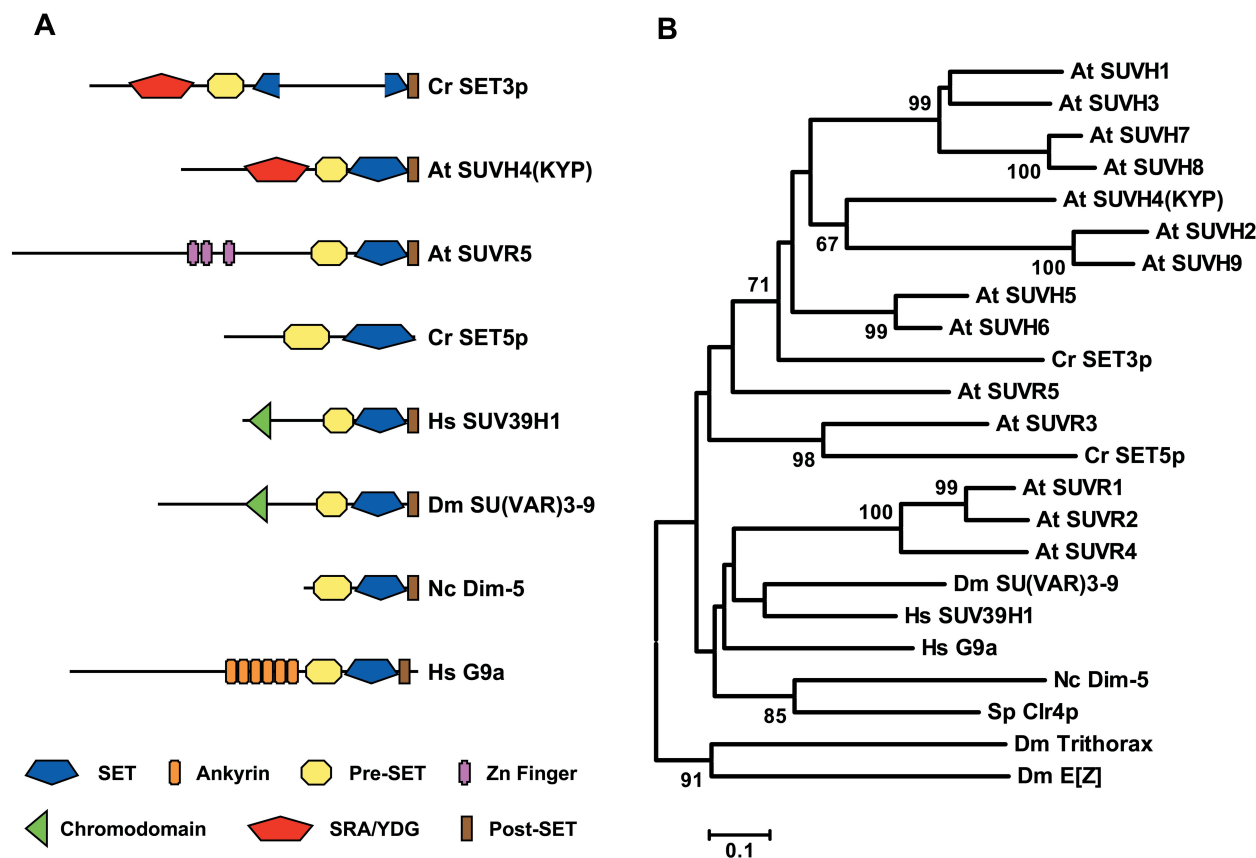 A
Cr SET3p
At SUVH4(KYP)
At SUVR5
Cr SET5p
Hs SUV39H1
Dm SU(VAR)3-9
Nc Dim-5
Hs G9a
SET
Ankyrin
Pre-SET
Zn Finger
Chromodomain
SRA/YDG
Post-SET
B
At SUVH1
99
At SUVH3
At SUVH7
At SUVH8
100
At SUVH4(KYP)
At SUVH2
67
At SUVH9
100
71
At SUVH5
At SUVH6
99
Cr SET3p
At SUVR5
At SUVR3
Cr SET5p
98
At SUVR1
99
At SUVR2
100
At SUVR4
Dm SU(VAR)3-9
Hs SUV39H1
Hs G9a
Nc Dim-5
Sp Clr4p
85
Dm Trithorax
Dm E[Z]
91
0.1